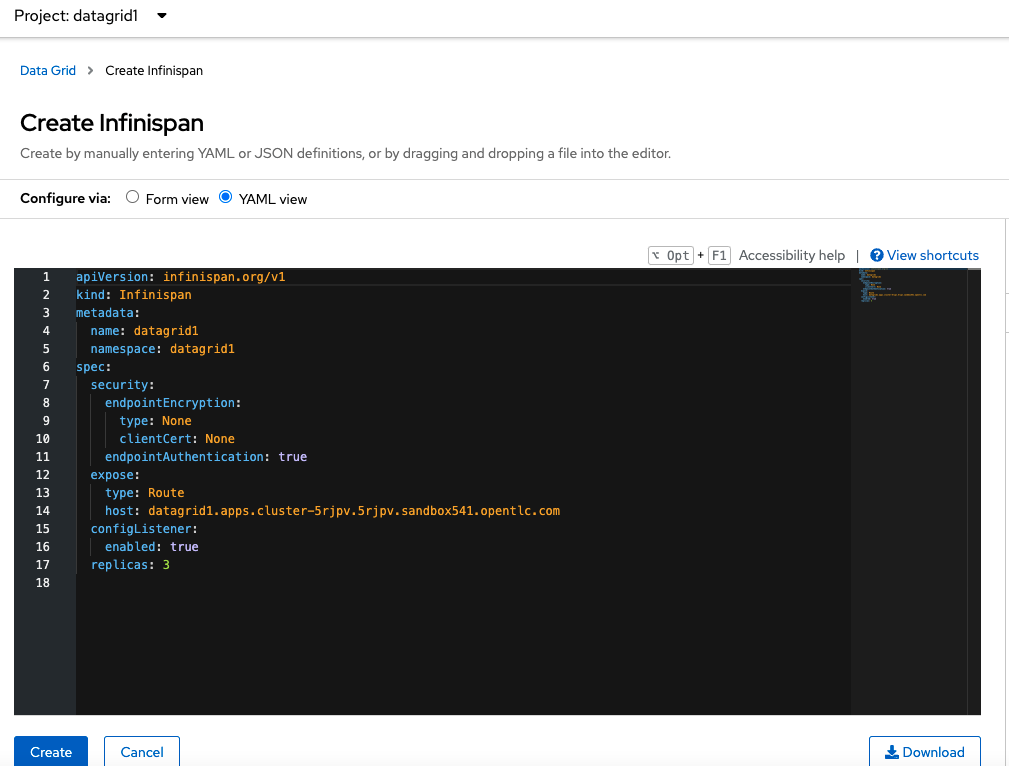 Project: datagrid1
Data Grid > Create Infinispan
Create Infinispan
Create by manually entering YAML or JSON definitions, or by dragging and dropping a file into the editor.
Configure via: Form view YAML view
⌥ Opt + F1 Accessibility help | View shortcuts
1 apiVersion: infinispan.org/v1
2 kind: Infinispan
3 metadata:
4 name: datagrid1
5 namespace: datagrid1
6 spec:
7 security:
8 endpointEncryption:
9 type: None
10 clientCert: None
11 endpointAuthentication: true
12 expose:
13 type: Route
14 host: datagrid1.apps.cluster-5rjpv.5rjpv.sandbox541.opentlc.com
15 configListener:
16 enabled: true
17 replicas: 3
18
Create Cancel Download